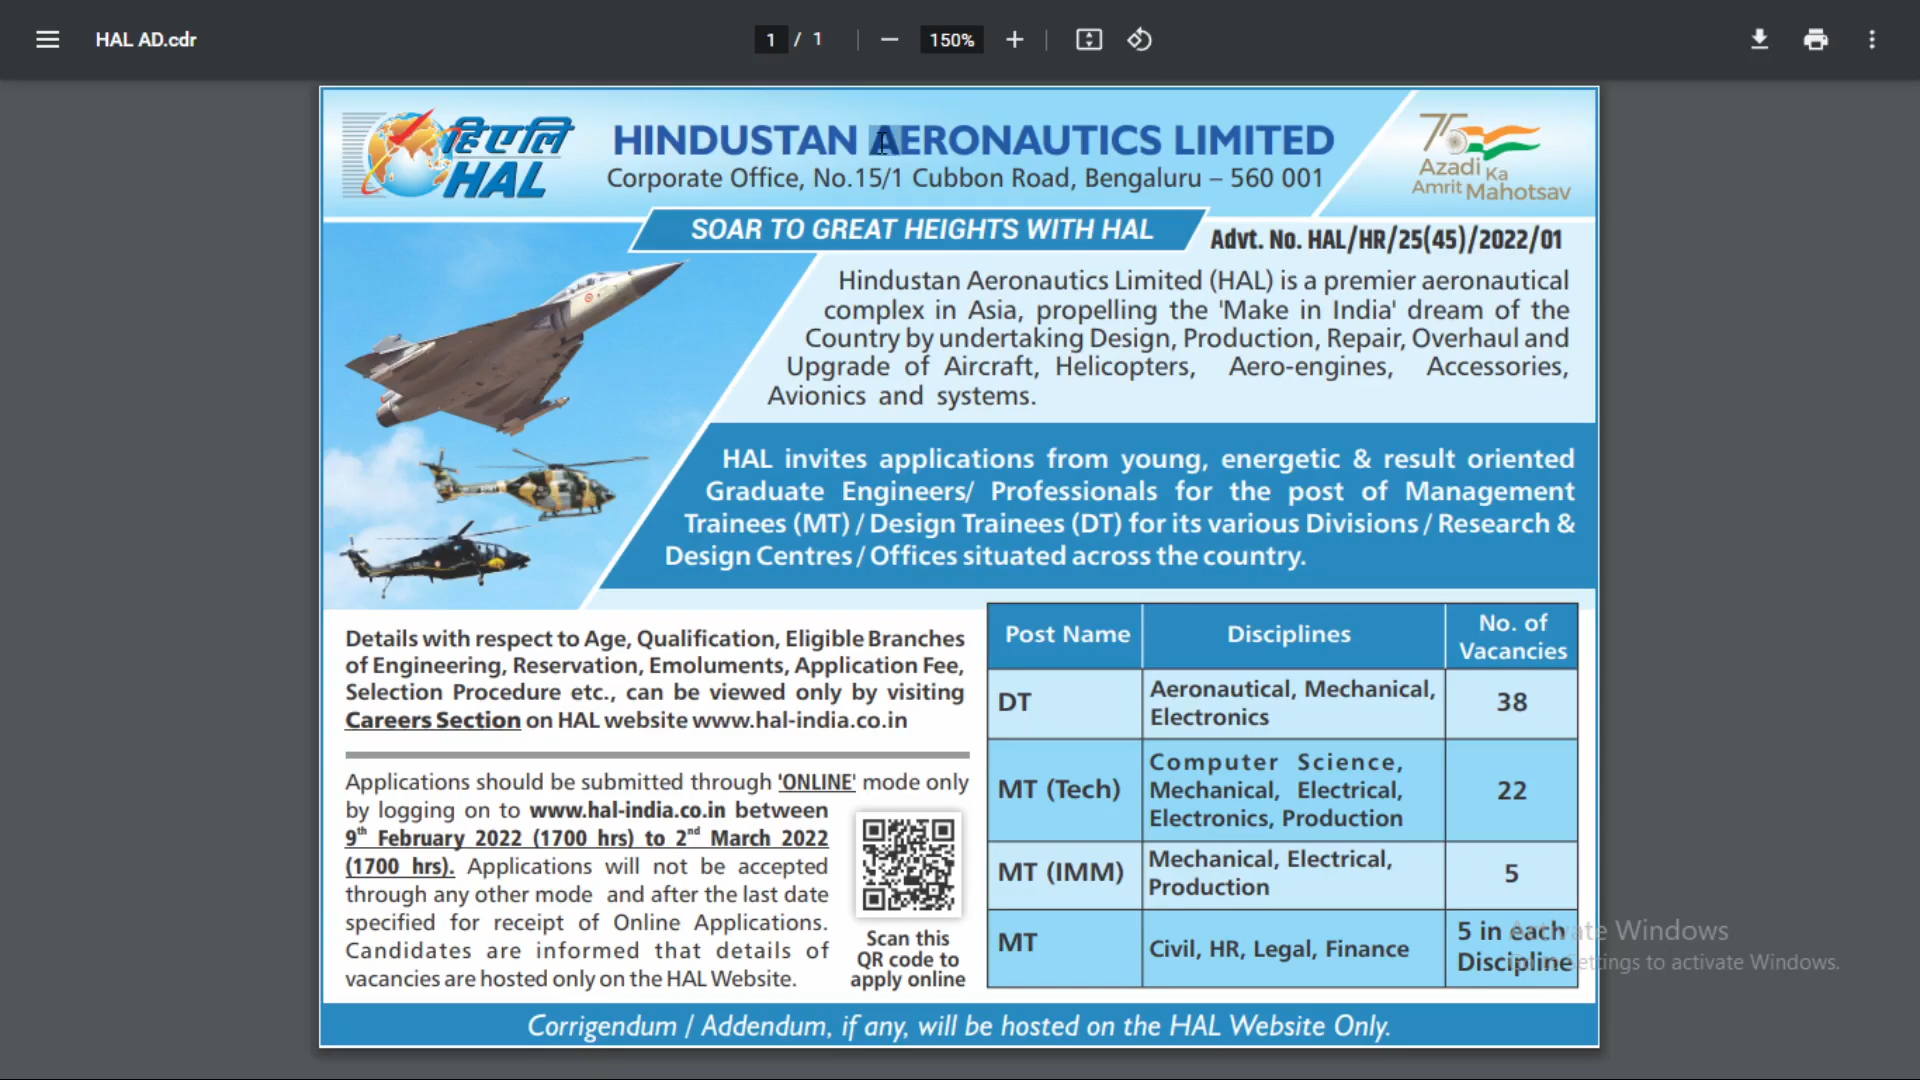 HAL AD.cdr
1 / 1
150%
हिएलि
HAL
HINDUSTAN AERONAUTICS LIMITED
Corporate Office, No.15/1 Cubbon Road, Bengaluru – 560 001
75
Azadi
Ka
Amrit Mahotsav
SOAR TO GREAT HEIGHTS WITH HAL
Advt. No. HAL/HR/25(45)/2022/01
Hindustan Aeronautics Limited (HAL) is a premier aeronautical
complex in Asia, propelling the 'Make in India' dream of the
Country by undertaking Design, Production, Repair, Overhaul and
Upgrade of Aircraft, Helicopters, Aero-engines, Accessories,
Avionics and systems.
HAL invites applications from young, energetic & result oriented
Graduate Engineers/ Professionals for the post of Management
Trainees (MT) / Design Trainees (DT) for its various Divisions / Research &
Design Centres / Offices situated across the country.
Details with respect to Age, Qualification, Eligible Branches
of Engineering, Reservation, Emoluments, Application Fee,
Selection Procedure etc., can be viewed only by visiting
Careers Section on HAL website www.hal-india.co.in
Applications should be submitted through 'ONLINE' mode only
by logging on to www.hal-india.co.in between
9th February 2022 (1700 hrs) to 2nd March 2022
(1700 hrs). Applications will not be accepted
through any other mode and after the last date
specified for receipt of Online Applications.
Candidates are informed that details of
vacancies are hosted only on the HAL Website.
Scan this
QR code to
apply online
Post Name
Disciplines
No. of
Vacancies
DT
Aeronautical, Mechanical,
Electronics
38
MT (Tech)
Computer Science,
Mechanical, Electrical,
Electronics, Production
22
MT (IMM)
Mechanical, Electrical,
Production
5
MT
Civil, HR, Legal, Finance
5 in each
Discipline
Activate Windows
Go to Settings to activate Windows.
Corrigendum / Addendum, if any, will be hosted on the HAL Website Only.